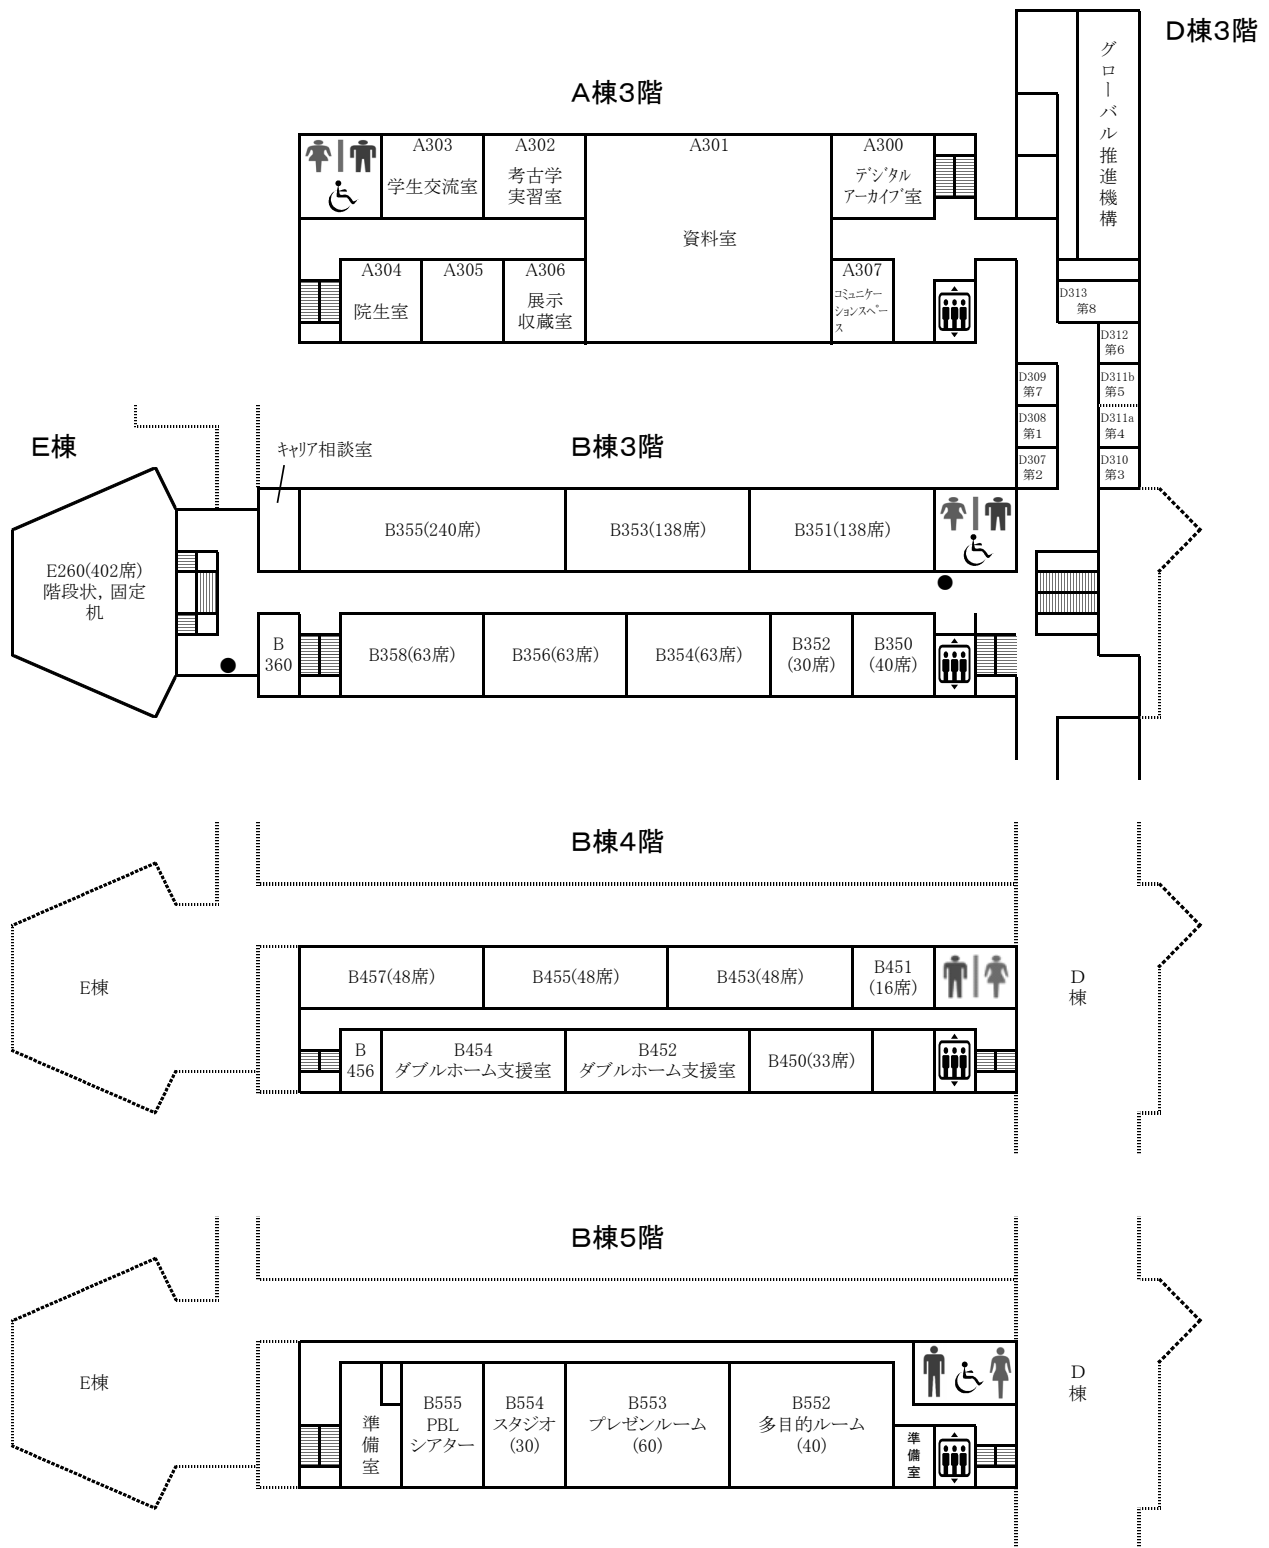 D棟3階
グローバル推進機構
A棟3階
A303
学生交流室
A302
考古学
実習室
A301
資料室
A300
デジタル
アーカイブ室
A304
院生室
A305
A306
展示
収蔵室
A307
コミュニケー
ションスペー
ス
D313
第8
D312
第6
D309
第7
D311b
第5
D308
第1
D311a
第4
D307
第2
D310
第3
E棟
キャリア相談室
B棟3階
B355(240席)
B353(138席)
B351(138席)
E260(402席)
階段状, 固定
机
B
360
B358(63席)
B356(63席)
B354(63席)
B352
(30席)
B350
(40席)
B棟4階
E棟
B457(48席)
B455(48席)
B453(48席)
B451
(16席)
D
棟
B
456
B454
ダブルホーム支援室
B452
ダブルホーム支援室
B450(33席)
B棟5階
E棟
準
備
室
B555
PBL
シアター
B554
スタジオ
(30)
B553
プレゼンルーム
(60)
B552
多目的ルーム
(40)
準
備
室
D
棟